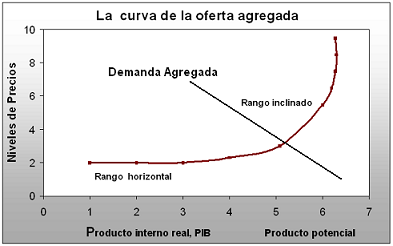 La curva de la oferta agregada
Niveles de Precios
10
8
6
4
2
0
Demanda Agregada
Rango inclinado
Rango horizontal
0 1 2 3 4 5 6 7
Producto interno real, PIB Producto potencial